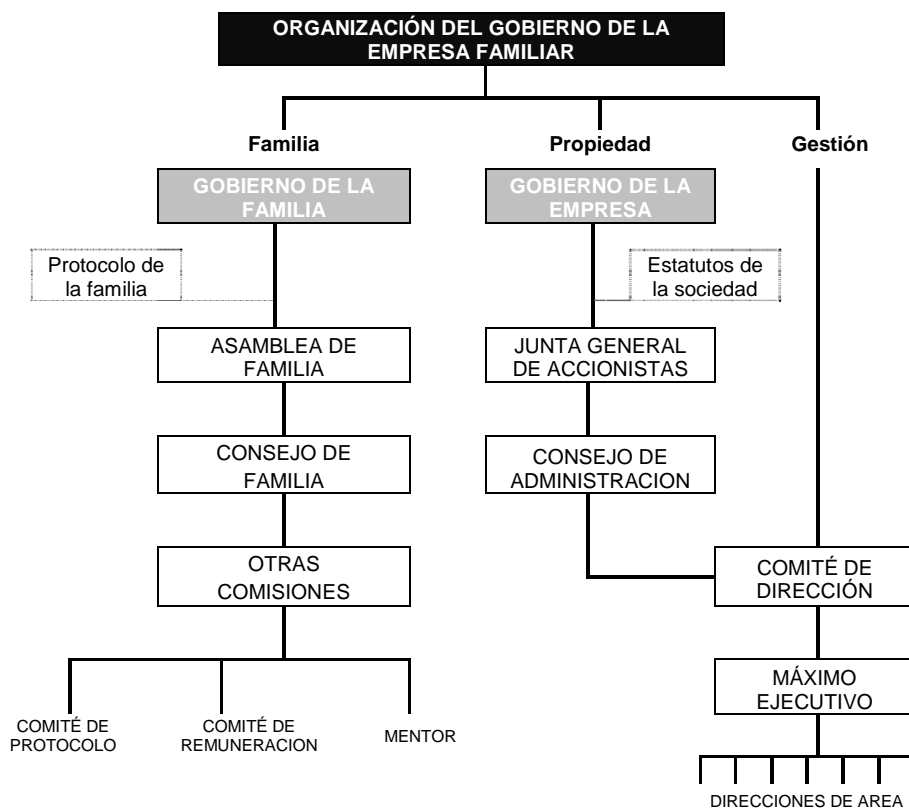 ORGANIZACIÓN DEL GOBIERNO DE LA
EMPRESA FAMILIAR
Familia
Propiedad
Gestión
GOBIERNO DE LA
FAMILIA
GOBIERNO DE LA
EMPRESA
Protocolo de
la familia
Estatutos de
la sociedad
ASAMBLEA DE
FAMILIA
JUNTA GENERAL
DE ACCIONISTAS
CONSEJO DE
FAMILIA
CONSEJO DE
ADMINISTRACION
OTRAS
COMISIONES
COMITÉ DE
DIRECCIÓN
MÁXIMO
EJECUTIVO
COMITÉ DE
PROTOCOLO
COMITÉ DE
REMUNERACION
MENTOR
DIRECCIONES DE AREA